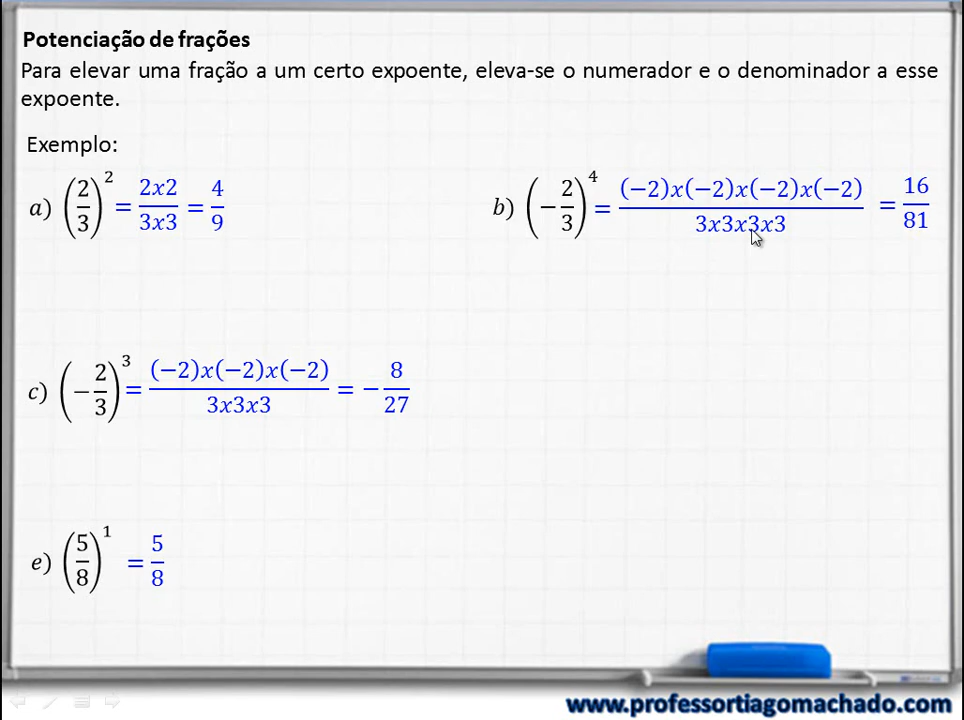 Potenciação de frações
Para elevar uma fração a um certo expoente, eleva-se o numerador e o denominador a esse
expoente.
Exemplo:
a) (2/3)² = 2x2/3x3 = 4/9
b) (−2/3)⁴ = (−2)x(−2)x(−2)x(−2)/3x3x3x3 = 16/81
c) (−2/3)³ = (−2)x(−2)x(−2)/3x3x3 = −8/27
e) (5/8)¹ = 5/8
www.professortiagomachado.com